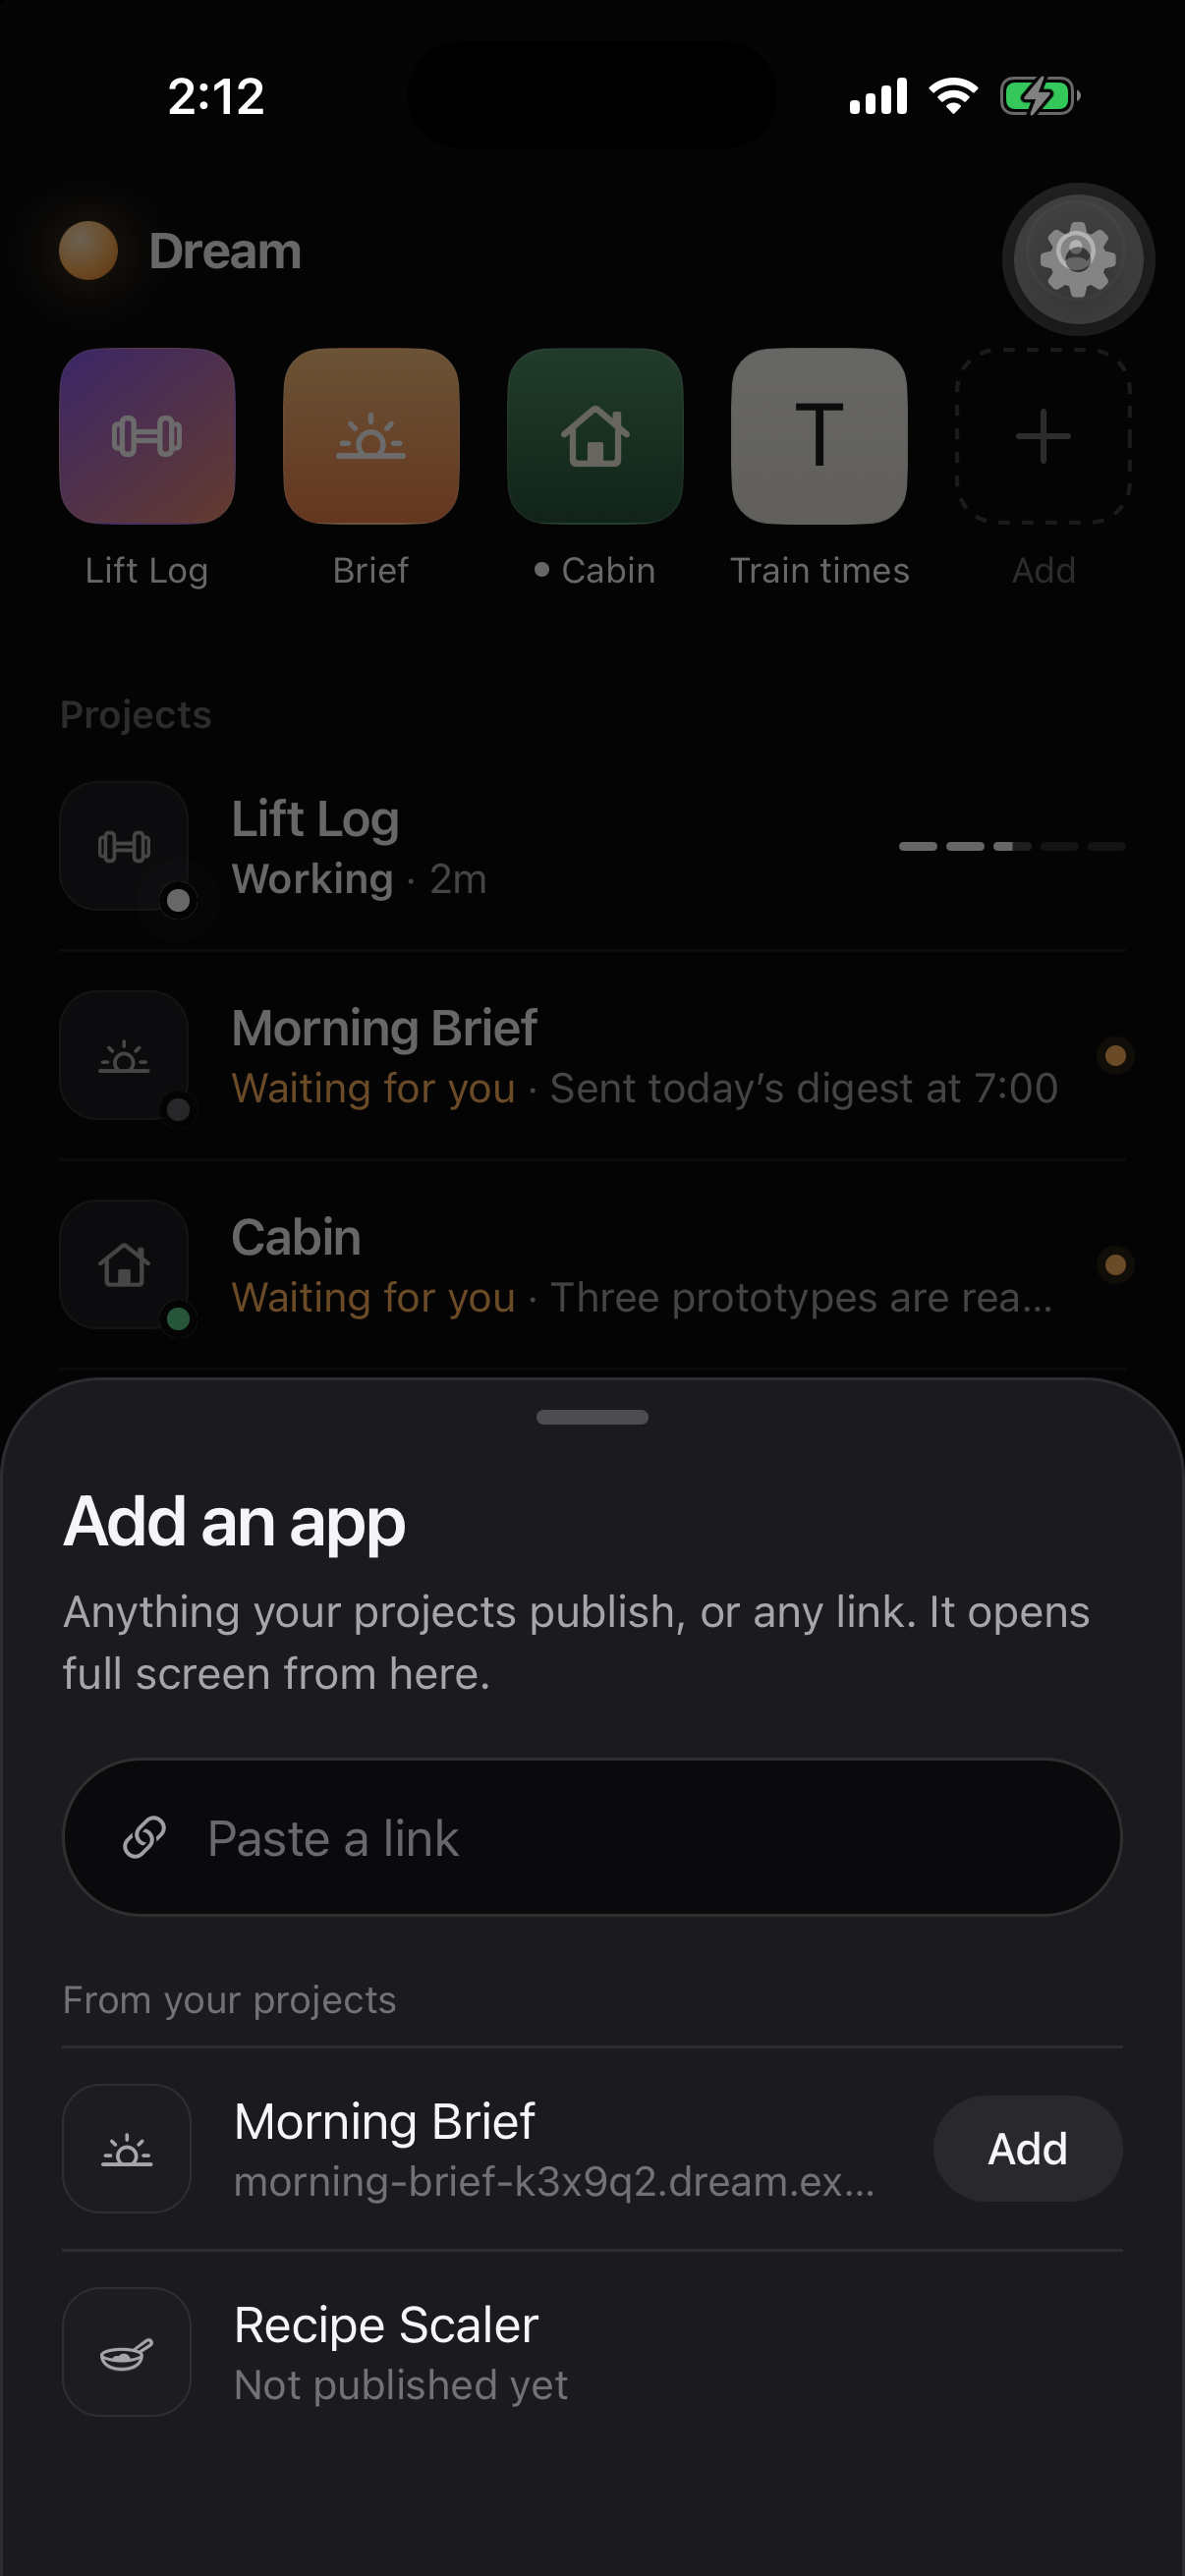 2:12
Dream
T
Lift Log
Brief
Cabin
Train times
Add
Projects
Lift Log
Working · 2m
Morning Brief
Waiting for you · Sent today’s digest at 7:00
Cabin
Waiting for you · Three prototypes are rea...
Add an app
Anything your projects publish, or any link. It opens
full screen from here.
Paste a link
From your projects
Morning Brief
morning-brief-k3x9q2.dream.ex...
Add
Recipe Scaler
Not published yet